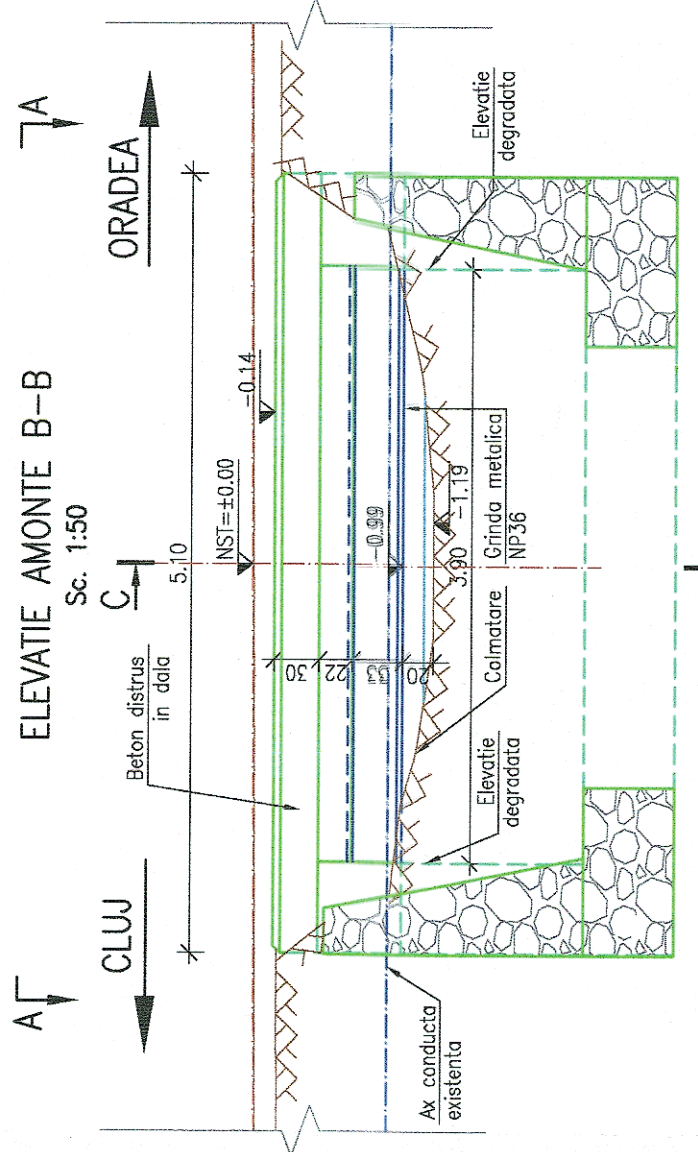 ELEVATIE AMONTE B-B
Sc. 1:50
A
A
CLUJ
C
ORADEA
5.10
NST=±0.00
-0.14
Beton distrus
in dala
30
22
33
20
-0.99
-1.19
3.90
Grinda metalica
NP36
Colmatare
Elevatie
degradata
Elevatie
degradata
Ax conducta
existenta